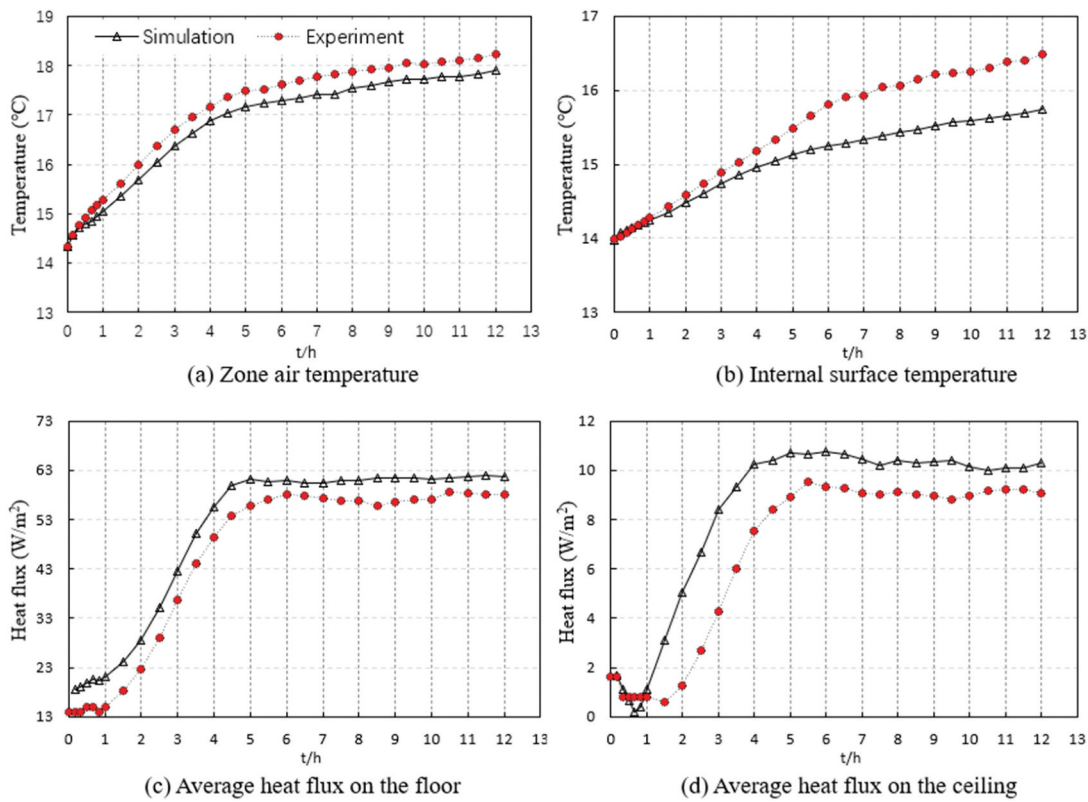 19
18
17
16
15
14
13
Temperature (°C)
Simulation
Experiment
0 1 2 3 4 5 6 7 8 9 10 11 12 13
t/h
(a) Zone air temperature
17
16
15
14
13
Temperature (°C)
0 1 2 3 4 5 6 7 8 9 10 11 12 13
t/h
(b) Internal surface temperature
73
63
53
43
33
23
13
Heat flux (W/m²)
0 1 2 3 4 5 6 7 8 9 10 11 12 13
t/h
(c) Average heat flux on the floor
12
10
8
6
4
2
0
Heat flux (W/m²)
0 1 2 3 4 5 6 7 8 9 10 11 12 13
t/h
(d) Average heat flux on the ceiling